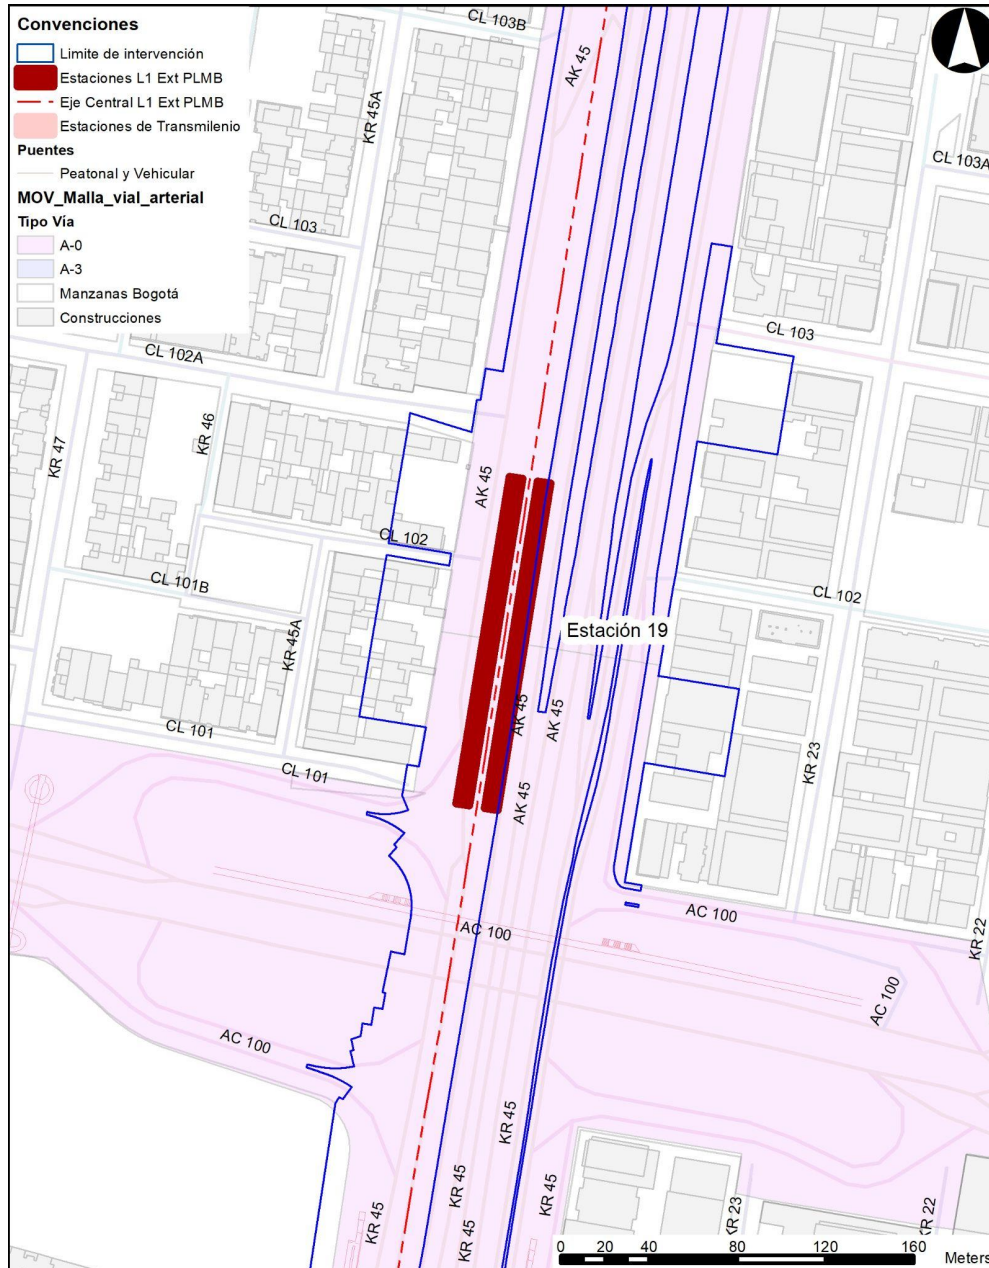 Convenciones
Limite de intervención
Estaciones L1 Ext PLMB
Eje Central L1 Ext PLMB
Estaciones de Transmilenio
Puentes
Peatonal y Vehicular
MOV_Malla_vial_arterial
Tipo Vía
A-0
A-3
Manzanas Bogotá
Construcciones
CL 103B
AK 45
KR 45A
CL 103A
CL 103
CL 103
CL 102A
KR 46
KR 47
AK 45
CL 102
CL 101B
CL 102
KR 45A
Estación 19
AK 45
AK 45
CL 101
KR 23
CL 101
AK 45
AC 100
AC 100
KR 22
AC 100
AC 100
KR 45
KR 45
KR 45
KR 45
KR 45
KR 23
KR 22
0 20 40 80 120 160
Meters